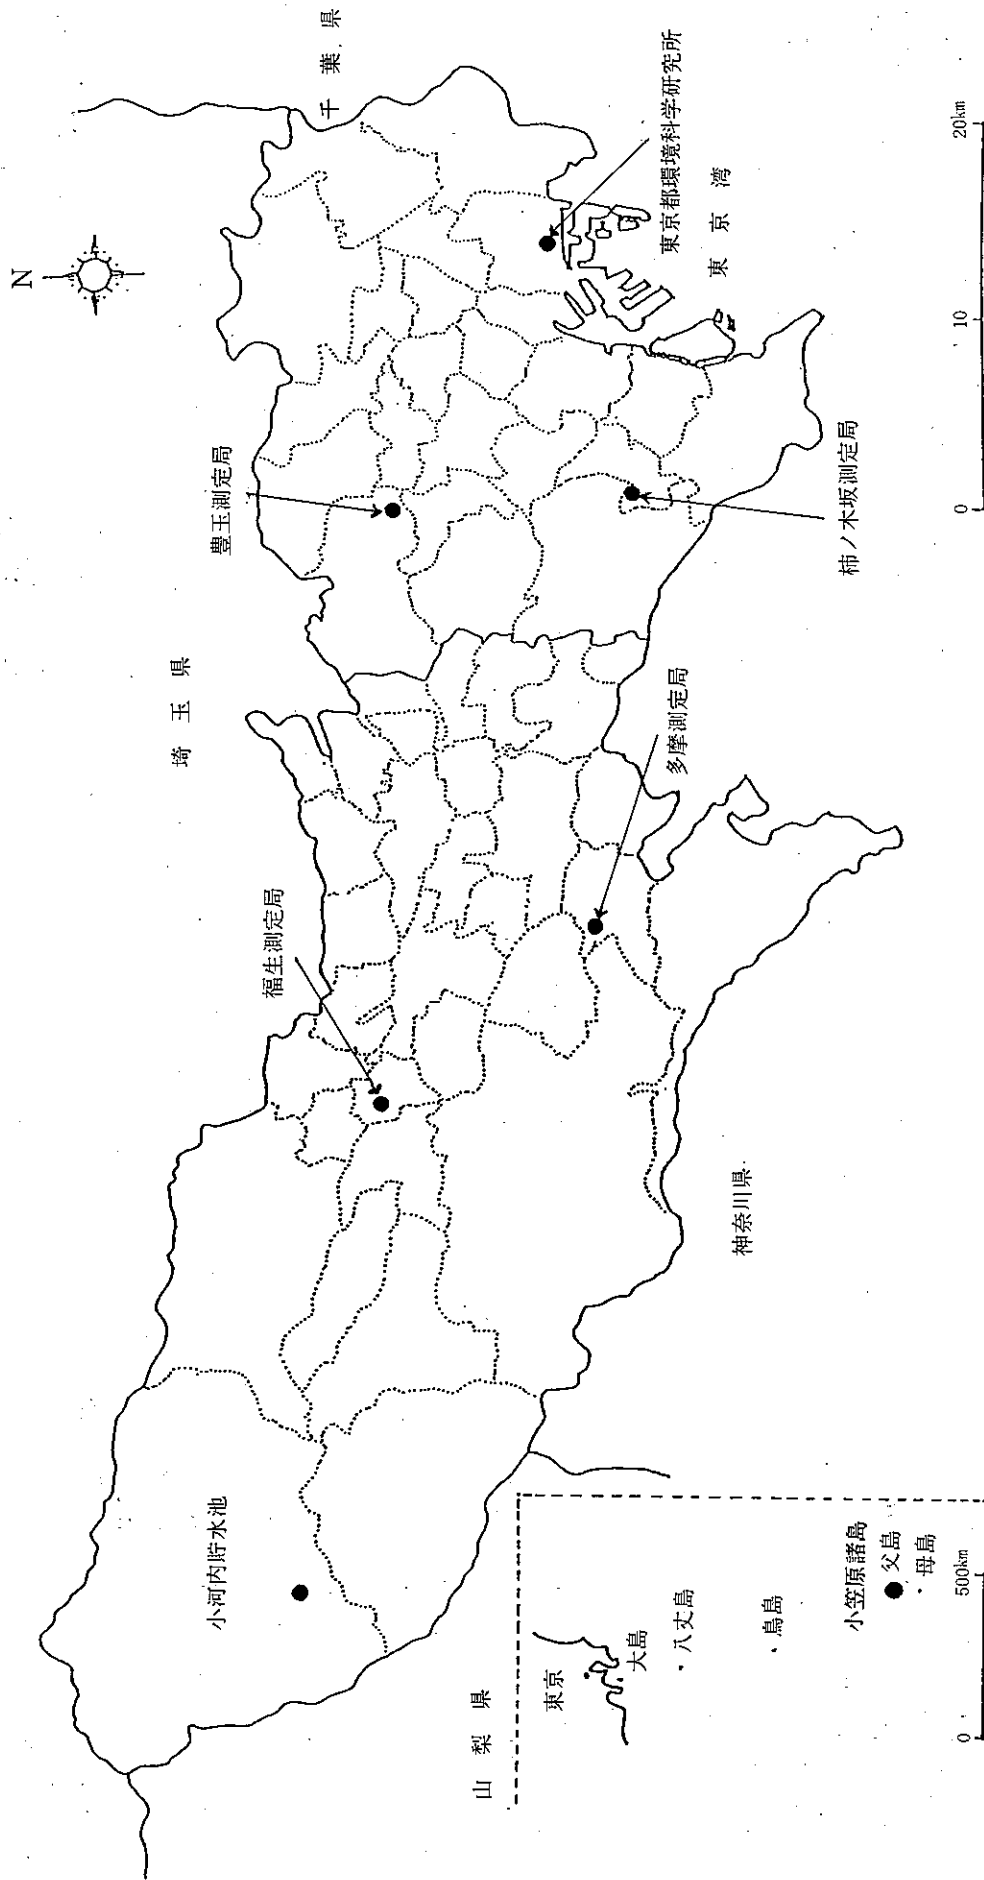 N
千葉県
埼玉県
豊玉測定局
東京都環境科学研究所
東京湾
福生測定局
柿ノ木坂測定局
多摩測定局
小河内貯水池
神奈川県
山梨県
0 10 20km
東京
大島
八丈島
鳥島
小笠原諸島
父島
母島
0 500km